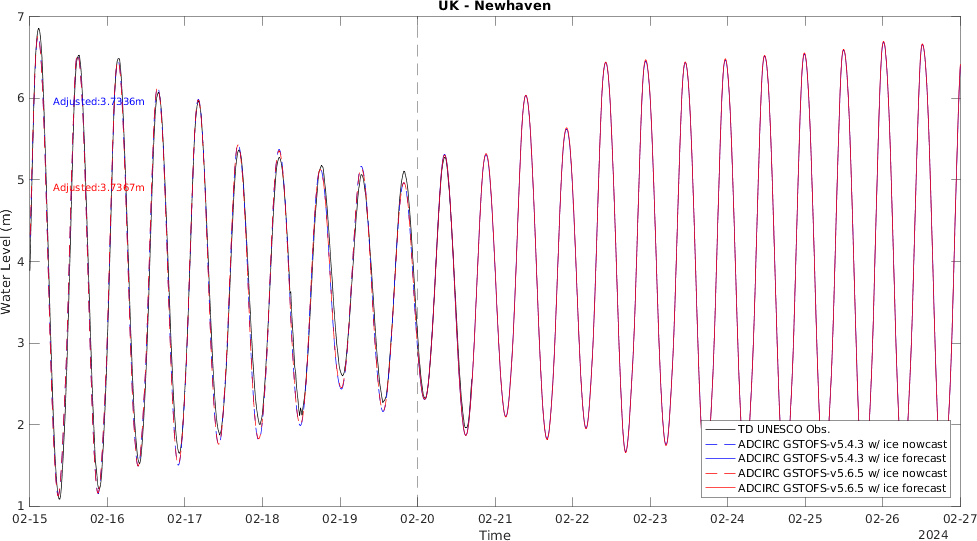 UK - Newhaven
7
6
5
4
3
2
1
Water Level (m)
Adjusted:3.7336m
Adjusted:3.7367m
TD UNESCO Obs.
ADCIRC GSTOFS-v5.4.3 w/ ice nowcast
ADCIRC GSTOFS-v5.4.3 w/ ice forecast
ADCIRC GSTOFS-v5.6.5 w/ ice nowcast
ADCIRC GSTOFS-v5.6.5 w/ ice forecast
02-15 02-16 02-17 02-18 02-19 02-20 02-21 02-22 02-23 02-24 02-25 02-26 02-27
Time
2024